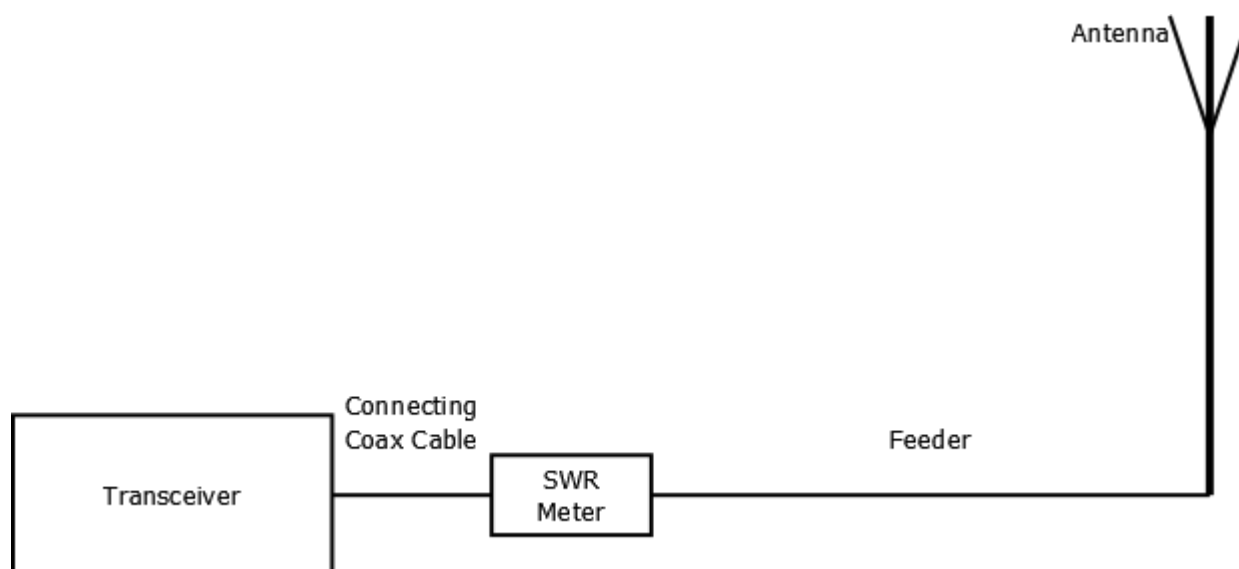 Antenna
Connecting
Coax Cable
Feeder
Transceiver
SWR
Meter